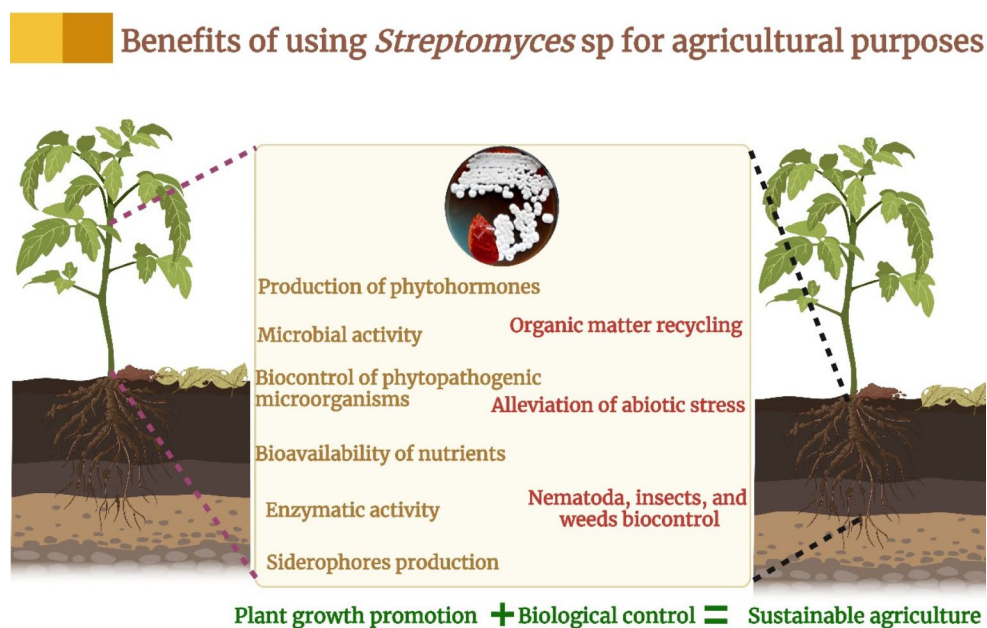 Benefits of using Streptomyces sp for agricultural purposes
Production of phytohormones
Microbial activity
Biocontrol of phytopathogenic
microorganisms
Bioavailability of nutrients
Enzymatic activity
Siderophores production
Organic matter recycling
Alleviation of abiotic stress
Nematoda, insects, and
weeds biocontrol
Plant growth promotion + Biological control = Sustainable agriculture